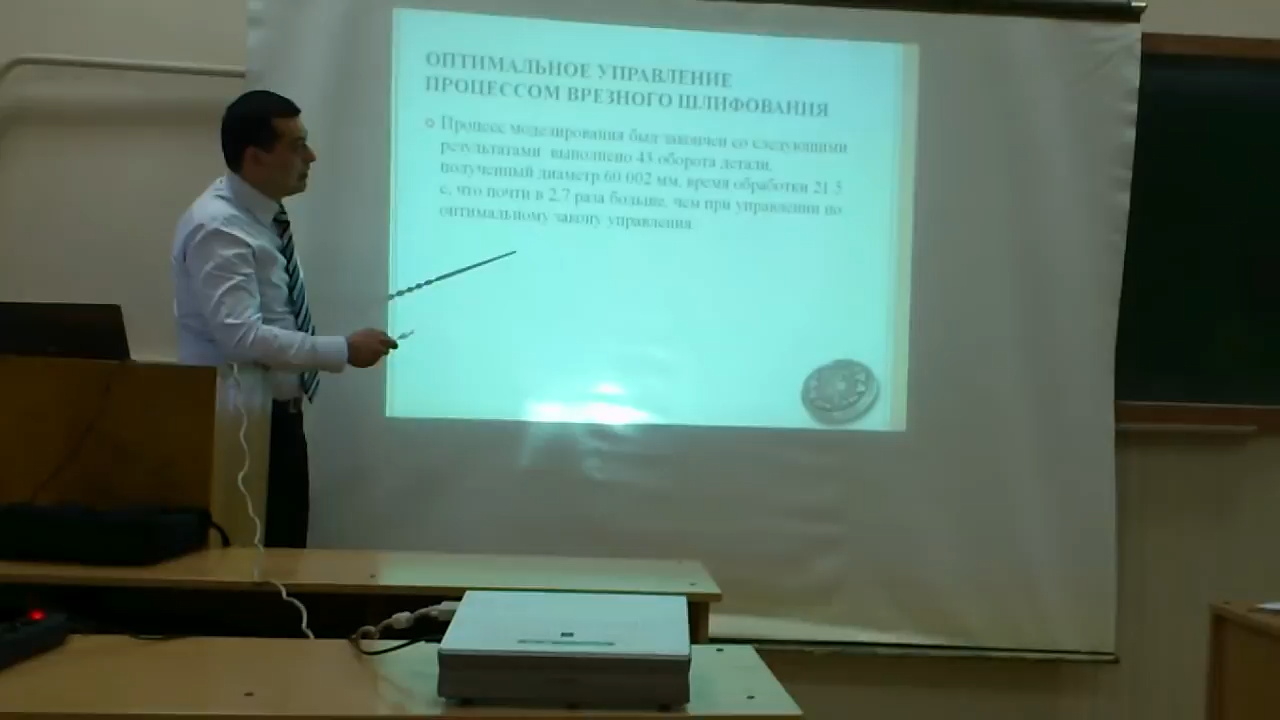 ОПТИМАЛЬНОЕ УПРАВЛЕНИЕ
ПРОЦЕССОМ ВРЕЗНОГО ШЛИФОВАНИЯ
Процесс моделирования был закончен со следующими
результатами выполнено 43 оборота детали,
полученный диаметр 60 002 мм, время обработки 21 5
с, что почти в 2.7 раза больше, чем при управлении по
оптимальному закону управления